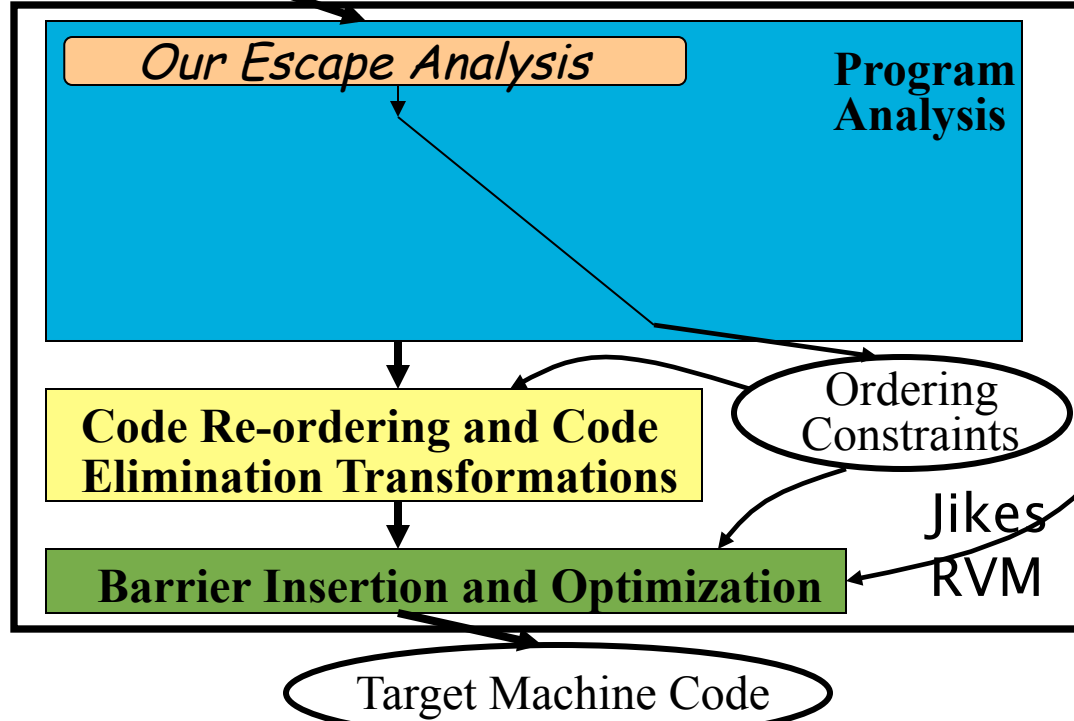 Our Escape Analysis
Program
Analysis
Ordering
Constraints
Code Re-ordering and Code
Elimination Transformations
Jikes
RVM
Barrier Insertion and Optimization
Target Machine Code